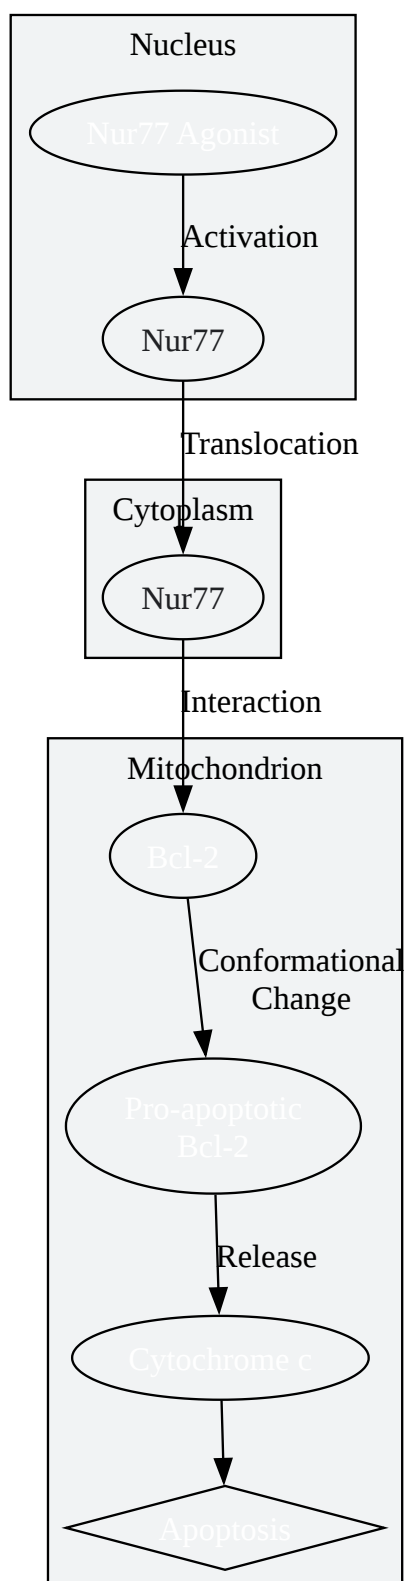 Nucleus
Nur77 Agonist
Activation
Nur77
Translocation
Cytoplasm
Nur77
Interaction
Mitochondrion
Bcl-2
Conformational
Change
Pro-apoptotic
Bcl-2
Release
Cytochrome c
Apoptosis